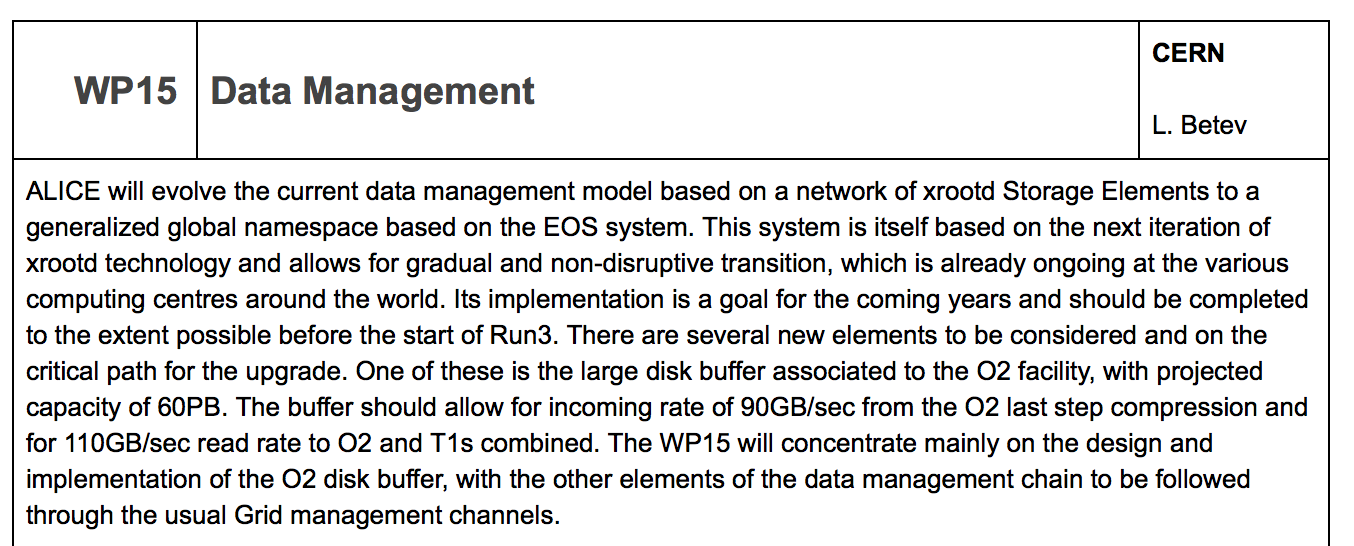 WP15
Data Management
CERN
L. Betev
ALICE will evolve the current data management model based on a network of xrootd Storage Elements to a
generalized global namespace based on the EOS system. This system is itself based on the next iteration of
xrootd technology and allows for gradual and non-disruptive transition, which is already ongoing at the various
computing centres around the world. Its implementation is a goal for the coming years and should be completed
to the extent possible before the start of Run3. There are several new elements to be considered and on the
critical path for the upgrade. One of these is the large disk buffer associated to the O2 facility, with projected
capacity of 60PB. The buffer should allow for incoming rate of 90GB/sec from the O2 last step compression and
for 110GB/sec read rate to O2 and T1s combined. The WP15 will concentrate mainly on the design and
implementation of the O2 disk buffer, with the other elements of the data management chain to be followed
through the usual Grid management channels.